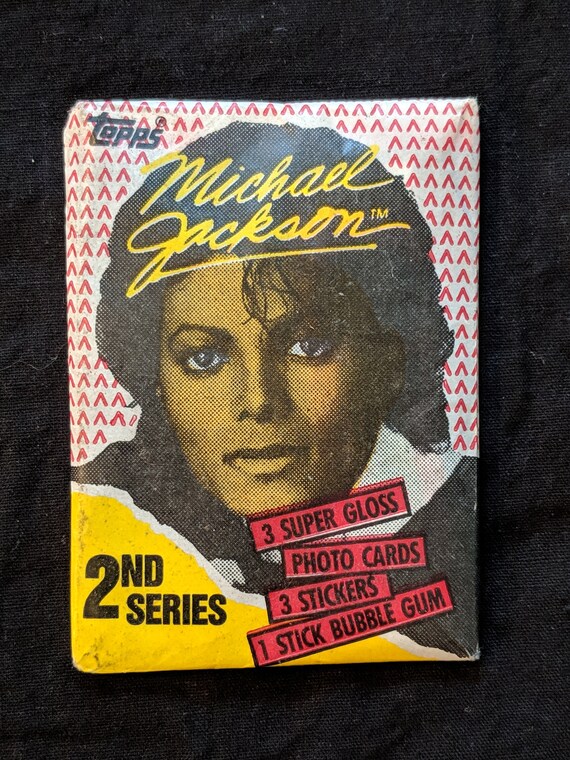 Topps®
Michael
Jackson™
3 SUPER GLOSS
PHOTO CARDS
3 STICKERS
1 STICK BUBBLE GUM
2ND
SERIES